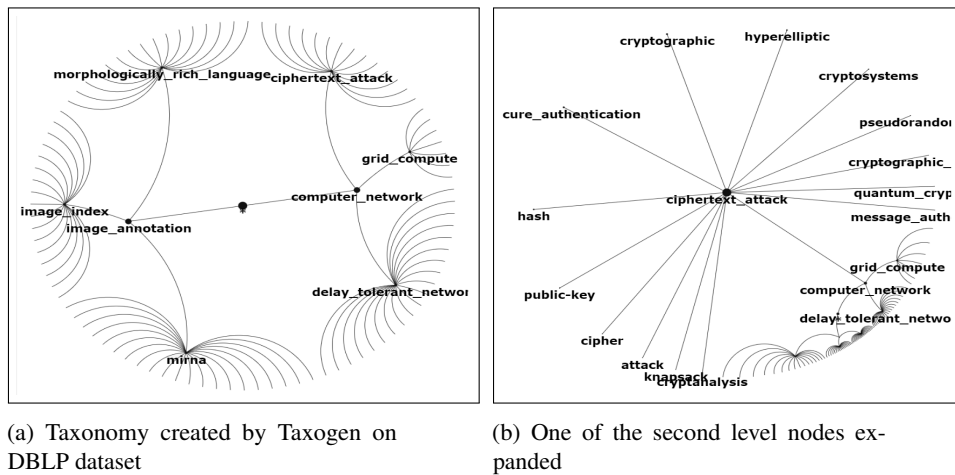 morphologically_rich_language
ciphertext_attack
grid_compute
computer_network
image_index
image_annotation
*
delay_tolerant_networ
mirna
cryptographic
hyperelliptic
cryptosystems
cure_authentication
pseudorandor
cryptographic_
quantum_cryp
ciphertext_attack
hash
message_auth
grid_compute
computer_network
public-key
delay_tolerant_netwo
cipher
attack
knapsack
cryptanalysis
(a) Taxonomy created by Taxogen on
DBLP dataset
(b) One of the second level nodes ex-
panded